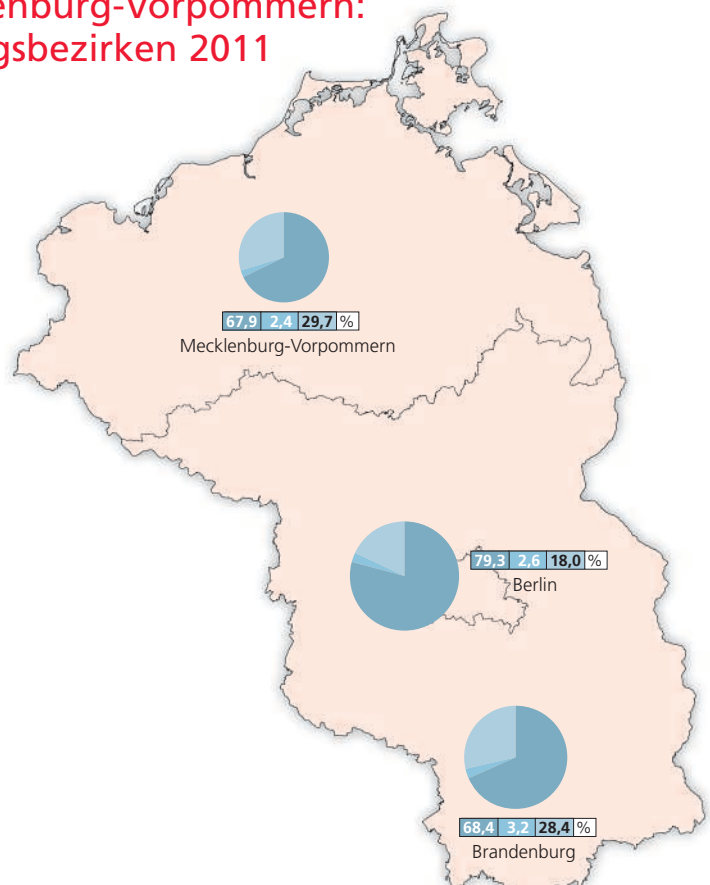 enburg-Vorpommern:
gsbezirken 2011
67,9 2,4 29,7 %
Mecklenburg-Vorpommern
79,3 2,6 18,0 %
Berlin
68,4 3,2 28,4 %
Brandenburg